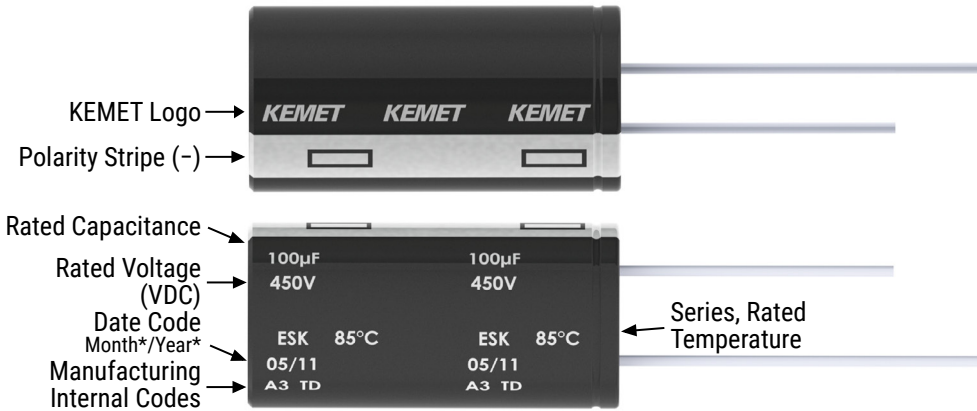 KEMET Logo
KEMET KEMET KEMET
Polarity Stripe (−)
Rated Capacitance
100µF 100µF
Rated Voltage
(VDC)
450V 450V
Date Code
Month*/Year*
ESK 85°C ESK 85°C
05/11 05/11
Manufacturing
Internal Codes
A3 TD A3 TD
Series, Rated
Temperature